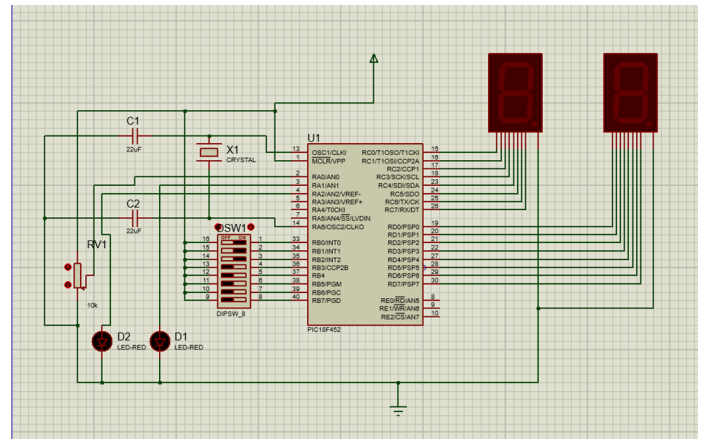 C1
22uF
X1
CRYSTAL
C2
22uF
RV1
10k
D2
LED-RED
D1
LED-RED
DSW1
OFF ON
16 1
15 2
14 3
13 4
12 5
11 6
10 7
9 8
DIPSW_8
U1
13 OSC1/CLKI RC0/T1OSO/T1CKI 15
1 MCLR/VPP RC1/T1OSI/CCP2A 16
RC2/CCP1 17
2 RA0/AN0 RC3/SCK/SCL 18
3 RA1/AN1 RC4/SDI/SDA 23
4 RA2/AN2/VREF- RC5/SDO 24
5 RA3/AN3/VREF+ RC6/TX/CK 25
6 RA4/T0CKI RC7/RX/DT 26
7 RA5/AN4/SS/LVDIN
14 RA6/OSC2/CLKO RD0/PSP0 19
RD1/PSP1 20
33 RB0/INT0 RD2/PSP2 21
34 RB1/INT1 RD3/PSP3 22
35 RB2/INT2 RD4/PSP4 27
36 RB3/CCP2B RD5/PSP5 28
37 RB4 RD6/PSP6 29
38 RB5/PGM RD7/PSP7 30
39 RB6/PGC
40 RB7/PGD RE0/RD/AN5 8
RE1/WR/AN6 9
RE2/CS/AN7 10
PIC18F452